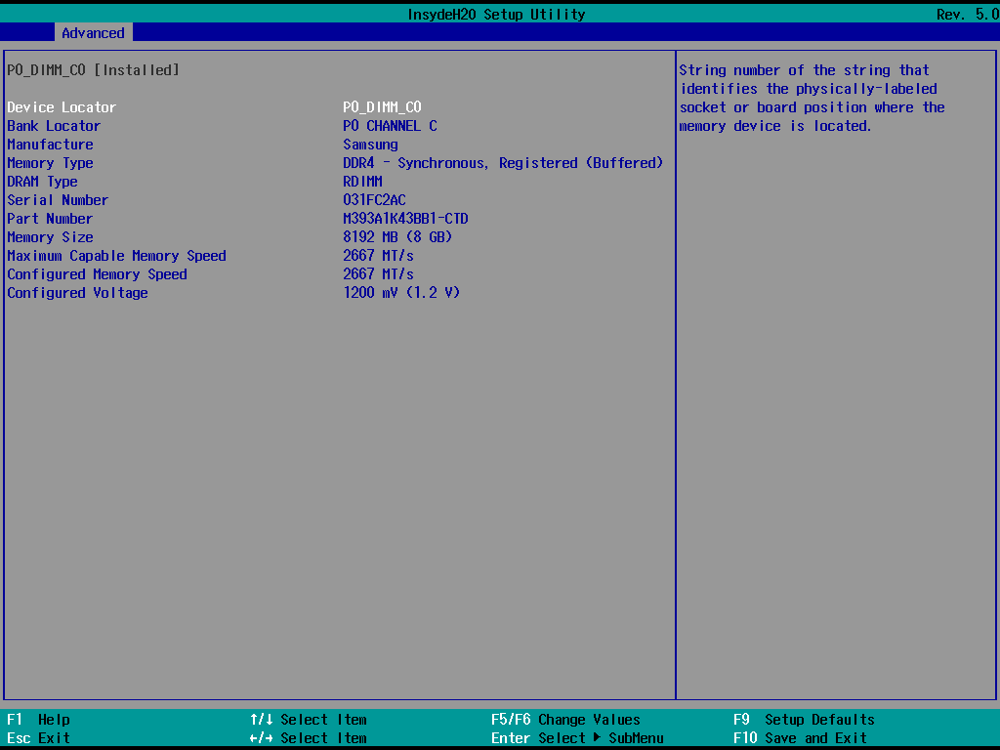 InsydeH20 Setup Utility Rev. 5.0
Advanced
P0_DIMM_C0 [Installed]
Device Locator P0_DIMM_C0
Bank Locator P0 CHANNEL C
Manufacture Samsung
Memory Type DDR4 - Synchronous, Registered (Buffered)
DRAM Type RDIMM
Serial Number 031FC2AC
Part Number M393A1K43BB1-CTD
Memory Size 8192 MB (8 GB)
Maximum Capable Memory Speed 2667 MT/s
Configured Memory Speed 2667 MT/s
Configured Voltage 1200 mV (1.2 V)
String number of the string that
identifies the physically-labeled
socket or board position where the
memory device is located.
F1 Help ↑/↓ Select Item F5/F6 Change Values F9 Setup Defaults
Esc Exit ←/→ Select Item Enter Select ▶ SubMenu F10 Save and Exit